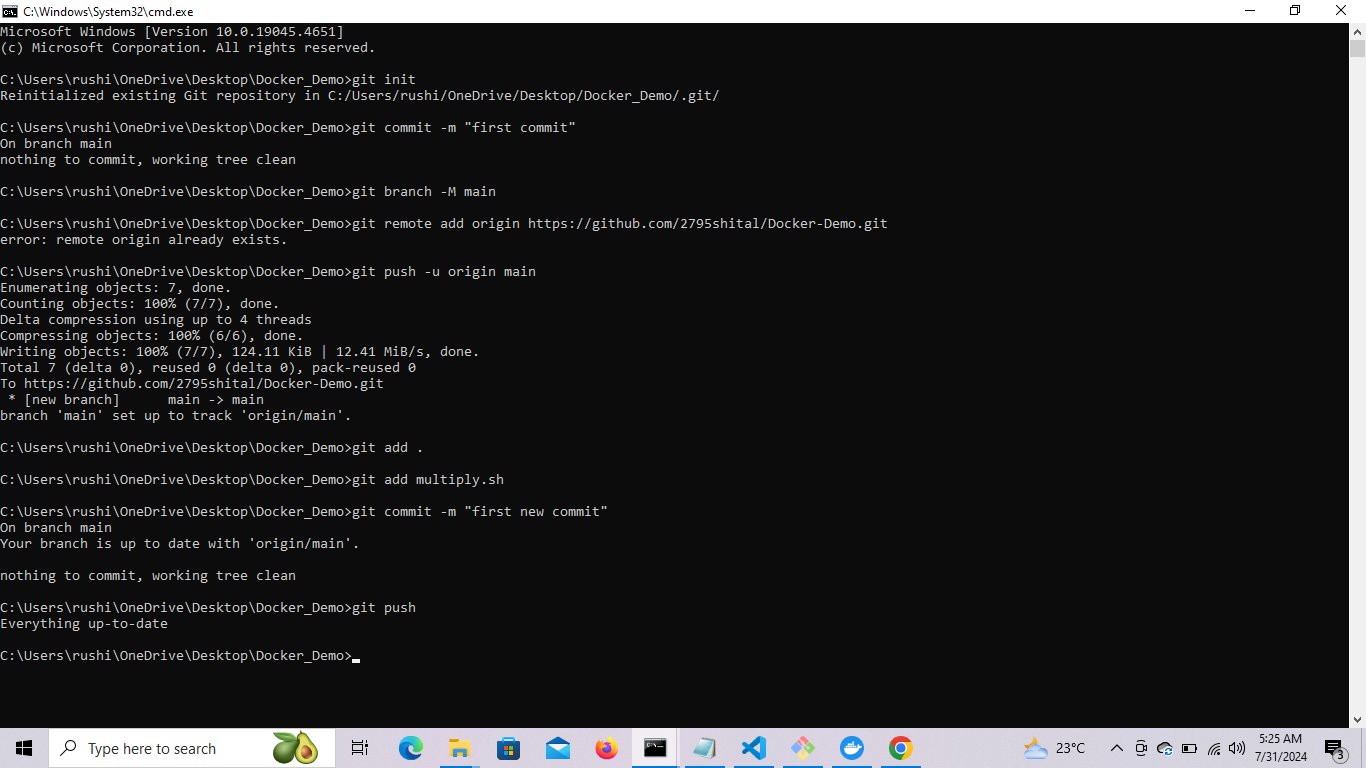 C:\Windows\System32\cmd.exe
Microsoft Windows [Version 10.0.19045.4651]
(c) Microsoft Corporation. All rights reserved.
C:\Users\rushi\OneDrive\Desktop\Docker_Demo>git init
Reinitialized existing Git repository in C:/Users/rushi/OneDrive/Desktop/Docker_Demo/.git/
C:\Users\rushi\OneDrive\Desktop\Docker_Demo>git commit -m "first commit"
On branch main
nothing to commit, working tree clean
C:\Users\rushi\OneDrive\Desktop\Docker_Demo>git branch -M main
C:\Users\rushi\OneDrive\Desktop\Docker_Demo>git remote add origin https://github.com/2795shital/Docker-Demo.git
error: remote origin already exists.
C:\Users\rushi\OneDrive\Desktop\Docker_Demo>git push -u origin main
Enumerating objects: 7, done.
Counting objects: 100% (7/7), done.
Delta compression using up to 4 threads
Compressing objects: 100% (6/6), done.
Writing objects: 100% (7/7), 124.11 KiB | 12.41 MiB/s, done.
Total 7 (delta 0), reused 0 (delta 0), pack-reused 0
To https://github.com/2795shital/Docker-Demo.git
 * [new branch]      main -> main
branch 'main' set up to track 'origin/main'.
C:\Users\rushi\OneDrive\Desktop\Docker_Demo>git add .
C:\Users\rushi\OneDrive\Desktop\Docker_Demo>git add multiply.sh
C:\Users\rushi\OneDrive\Desktop\Docker_Demo>git commit -m "first new commit"
On branch main
Your branch is up to date with 'origin/main'.
nothing to commit, working tree clean
C:\Users\rushi\OneDrive\Desktop\Docker_Demo>git push
Everything up-to-date
C:\Users\rushi\OneDrive\Desktop\Docker_Demo>
Type here to search
23°C
5:25 AM
7/31/2024
3